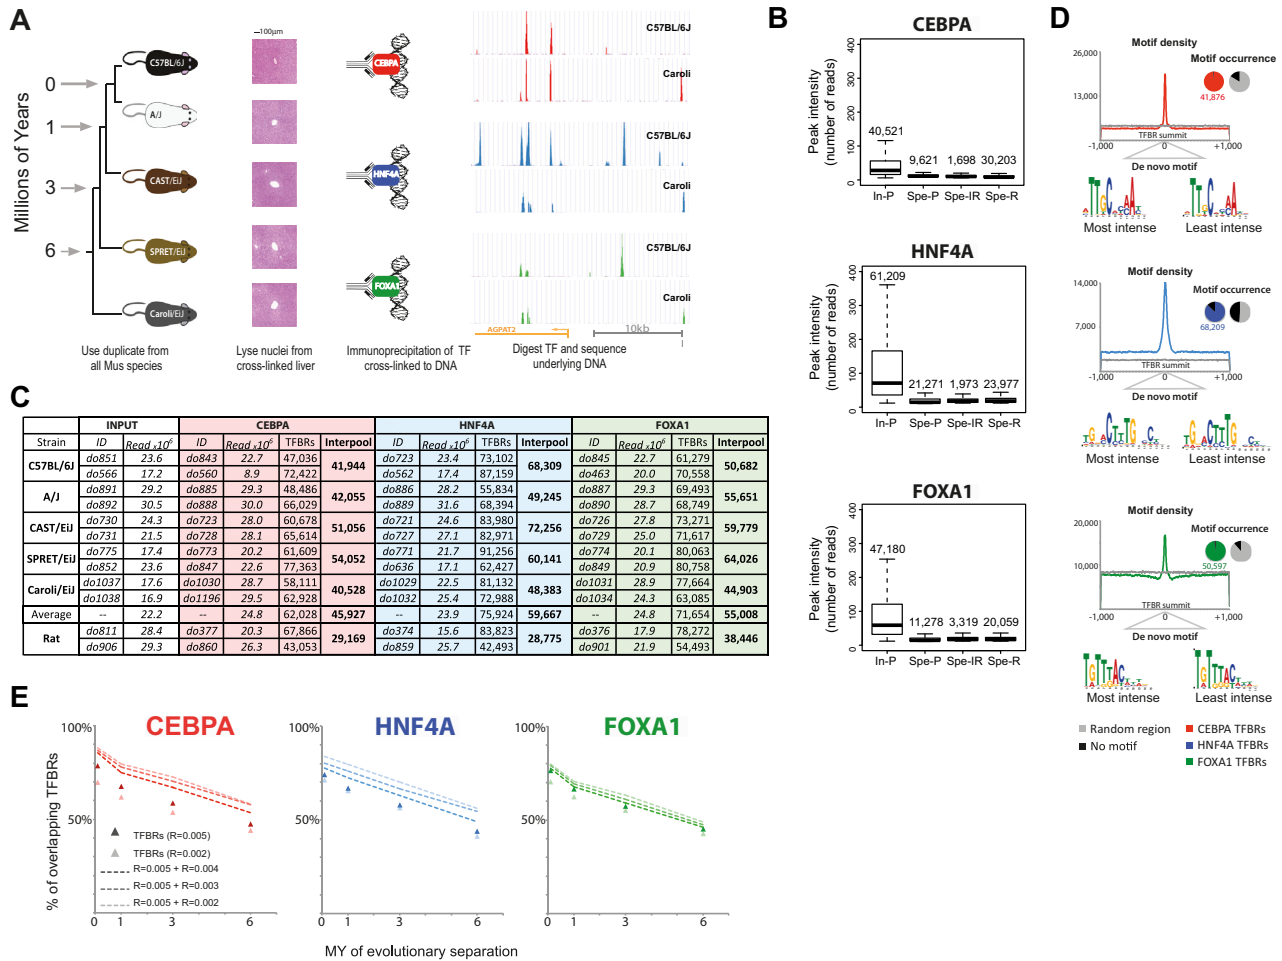 A
Millions of Years
0
1
3
6
C57BL/6J
A/J
CAST/EiJ
SPRET/EiJ
Caroli/EiJ
100µm
CEBPA
HNF4A
FOXA1
C57BL/6J
Caroli
C57BL/6J
Caroli
C57BL/6J
Caroli
AGPAT2
10kb
Use duplicate from
all Mus species
Lyse nuclei from
cross-linked liver
Immunoprecipitation of TF
cross-linked to DNA
Digest TF and sequence
underlying DNA
B
CEBPA
Peak intensity
(number of reads)
400
300
200
100
0
40,521
9,621
1,698
30,203
In-P
Spe-P
Spe-IR
Spe-R
HNF4A
Peak intensity
(number of reads)
400
300
200
100
0
61,209
21,271
1,973
23,977
In-P
Spe-P
Spe-IR
Spe-R
FOXA1
Peak intensity
(number of reads)
400
300
200
100
0
47,180
11,278
3,319
20,059
In-P
Spe-P
Spe-IR
Spe-R
C
INPUT CEBPA HNF4A FOXA1
Strain ID Read x10⁶ ID Read x10⁶ TFBRs Interpool ID Read x10⁶ TFBRs Interpool ID Read x10⁶ TFBRs Interpool
C57BL/6J do851 23.6 do843 22.7 47,036 41,944 do723 23.4 73,102 68,309 do845 22.7 61,279 50,682
do566 17.2 do560 8.9 72,422 do562 17.4 87,159 do463 20.0 70,558
A/J do891 29.2 do885 29.3 48,486 42,055 do886 28.2 55,834 49,245 do887 29.3 69,493 55,651
do892 30.5 do888 30.0 66,029 do889 31.6 68,394 do890 28.7 68,749
CAST/EiJ do730 24.3 do723 28.0 60,678 51,056 do721 24.6 83,980 72,256 do726 27.8 73,271 59,779
do731 21.5 do728 28.1 65,614 do727 27.1 82,971 do729 25.0 71,617
SPRET/EiJ do775 17.4 do773 20.2 61,609 54,052 do771 21.7 91,256 60,141 do774 20.1 80,063 64,026
do852 23.6 do847 22.6 77,363 do636 17.1 62,427 do849 20.9 80,758
Caroli/EiJ do1037 17.6 do1030 28.7 58,111 40,528 do1029 22.5 81,132 48,383 do1031 28.9 77,664 44,903
do1038 16.9 do1196 29.5 62,928 do1032 25.4 72,988 do1034 24.3 63,085
Average -- 22.2 -- 24.8 62,028 45,927 -- 23.9 75,924 59,667 -- 24.8 71,654 55,008
Rat do811 28.4 do377 20.3 67,866 29,169 do374 15.6 83,823 28,775 do376 17.9 78,272 38,446
do906 29.3 do860 26.3 43,053 do859 25.7 42,493 do901 21.9 54,493
D
Motif density
Motif occurrence
26,000
13,000
41,876
TFBR summit
-1,000 0 +1,000
De novo motif
Most intense
Least intense
Motif density
Motif occurrence
14,000
7,000
68,209
TFBR summit
-1,000 0 +1,000
De novo motif
Most intense
Least intense
Motif density
Motif occurrence
20,000
10,000
50,597
TFBR summit
-1,000 0 +1,000
De novo motif
Most intense
Least intense
Random region
No motif
CEBPA TFBRs
HNF4A TFBRs
FOXA1 TFBRs
E
% of overlapping TFBRs
CEBPA
100%
50%
TFBRs (R=0.005)
TFBRs (R=0.002)
R=0.005 + R=0.004
R=0.005 + R=0.003
R=0.005 + R=0.002
0 1 3 6
HNF4A
100%
50%
0 1 3 6
FOXA1
100%
50%
0 1 3 6
MY of evolutionary separation